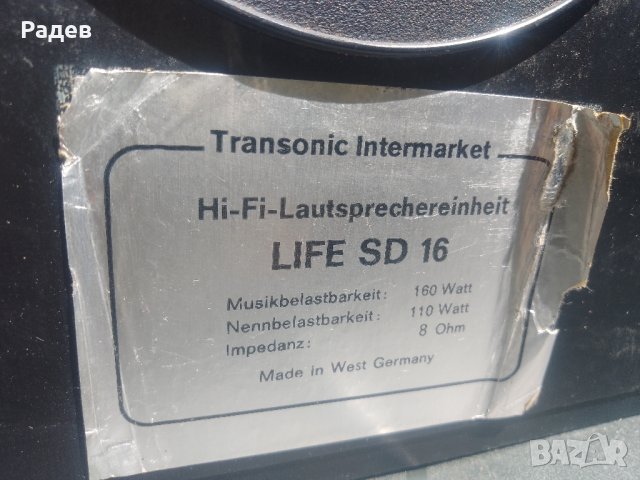 Радев
Transonic Intermarket
Hi-Fi-Lautsprechereinheit
LIFE SD 16
Musikbelastbarkeit: 160 Watt
Nennbelastbarkeit: 110 Watt
Impedanz: 8 Ohm
Made in West Germany
BAZAR